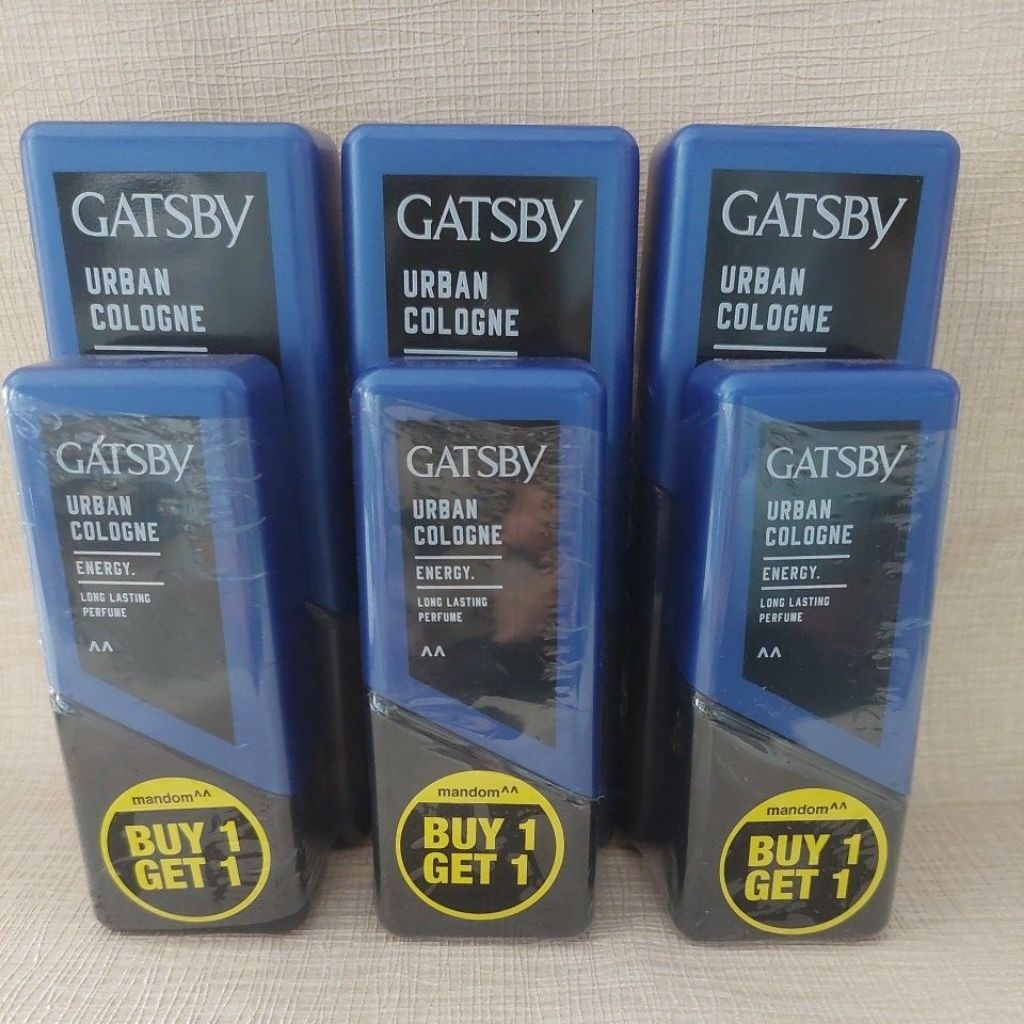 GATSBY
URBAN
COLOGNE
GATSBY
URBAN
COLOGNE
GATSBY
URBAN
COLOGNE
GATSBY
URBAN
COLOGNE
ENERGY.
LONG LASTING
PERFUME
mandom^^
BUY 1
GET 1
GATSBY
URBAN
COLOGNE
ENERGY.
LONG LASTING
PERFUME
mandom^^
BUY 1
GET 1
GATSBY
URBAN
COLOGNE
ENERGY.
LONG LASTING
PERFUME
mandom^^
BUY 1
GET 1